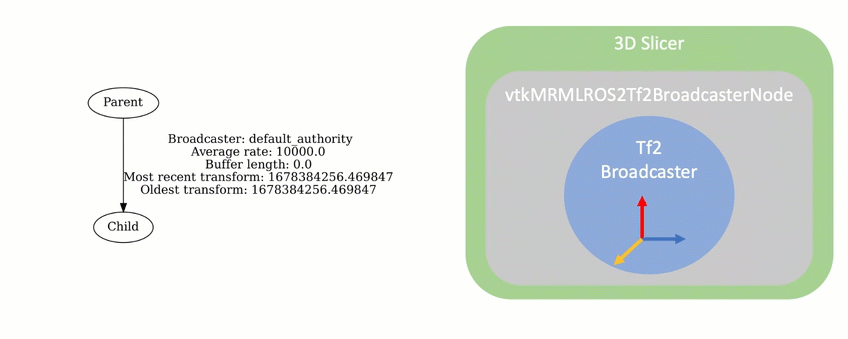 Parent
Broadcaster: default_authority
Average rate: 10000.0
Buffer length: 0.0
Most recent transform: 1678384256.469847
Oldest transform: 1678384256.469847
Child
3D Slicer
vtkMRMLROS2Tf2BroadcasterNode
Tf2
Broadcaster